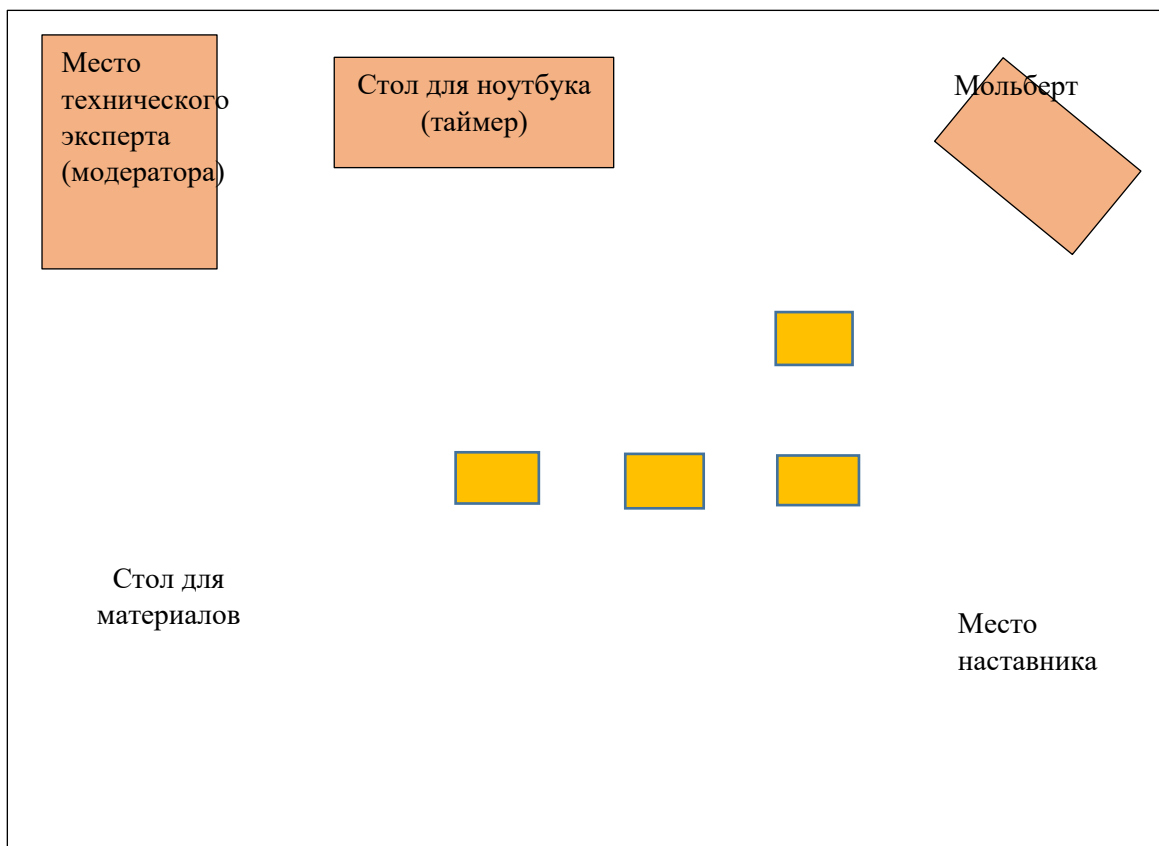 Место
технического
эксперта
(модератора)
Стол для ноутбука
(таймер)
Мольберт
Стол для
материалов
Место
наставника